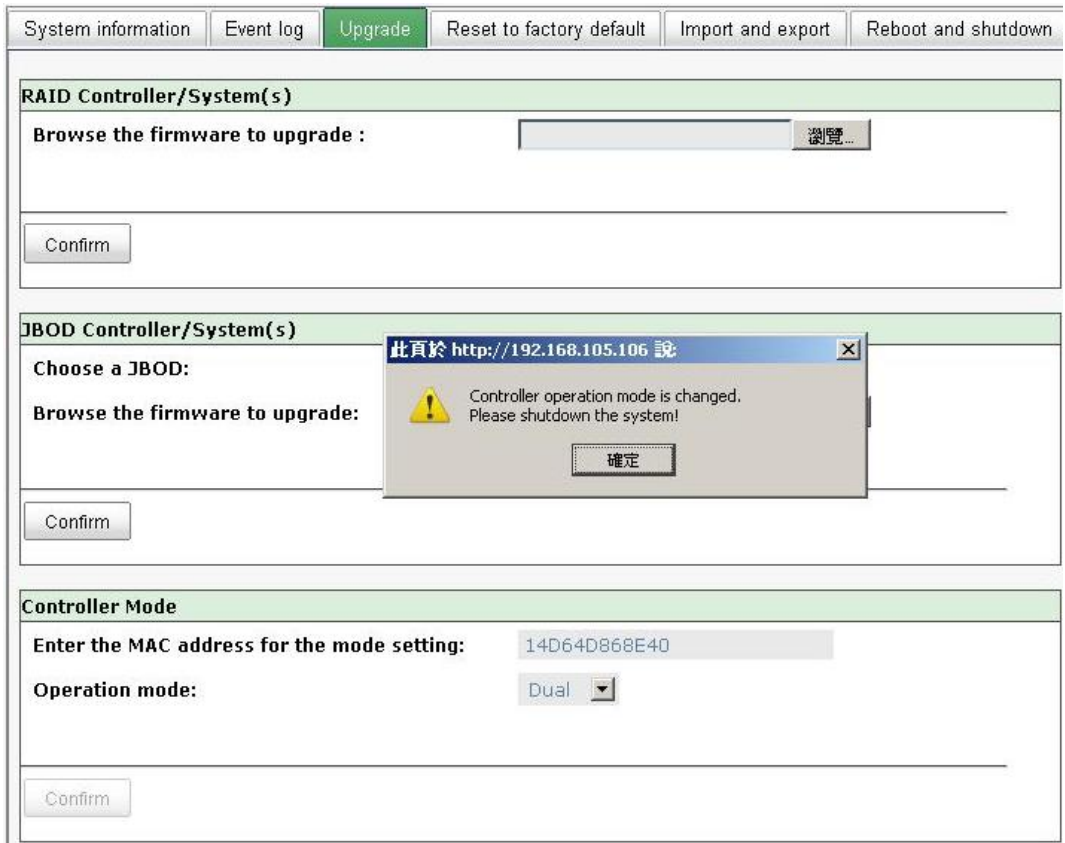 System information Event log Upgrade Reset to factory default Import and export Reboot and shutdown
RAID Controller/System(s)
Browse the firmware to upgrade : 瀏覽...
Confirm
JBOD Controller/System(s)
Choose a JBOD:
Browse the firmware to upgrade:
此頁於 http://192.168.105.106 說:
Controller operation mode is changed.
Please shutdown the system!
確定
Confirm
Controller Mode
Enter the MAC address for the mode setting: 14D64D868E40
Operation mode: Dual
Confirm